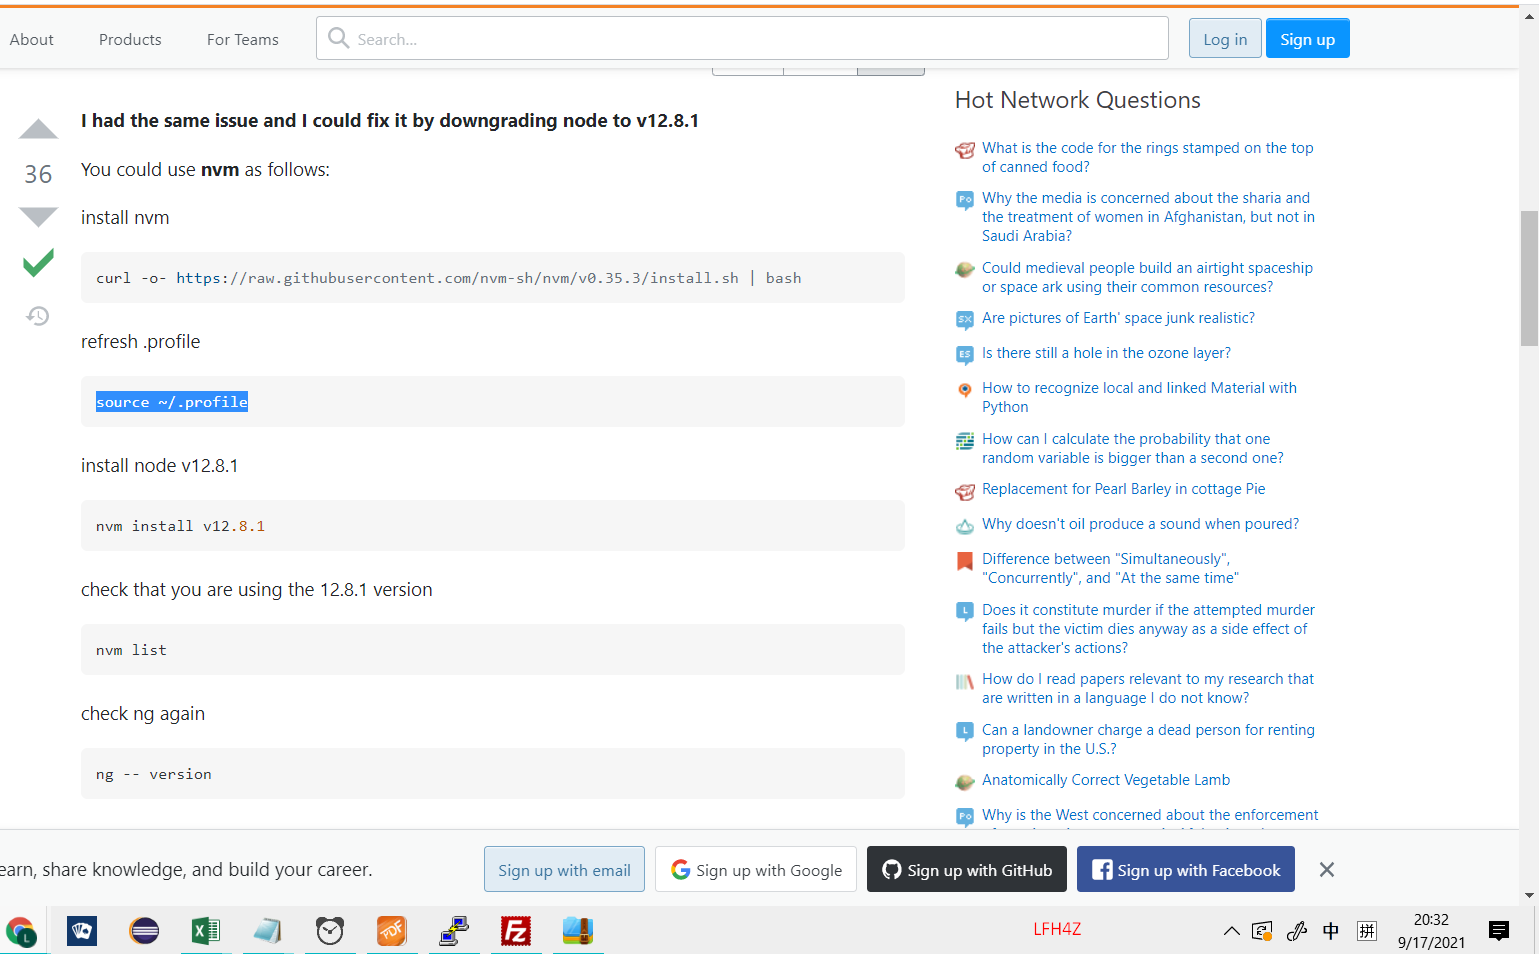 About
Products
For Teams
Search...
Log in
Sign up
I had the same issue and I could fix it by downgrading node to v12.8.1
36
You could use nvm as follows:
install nvm
curl -o- https://raw.githubusercontent.com/nvm-sh/nvm/v0.35.3/install.sh | bash
refresh .profile
source ~/.profile
install node v12.8.1
nvm install v12.8.1
check that you are using the 12.8.1 version
nvm list
check ng again
ng -- version
Hot Network Questions
What is the code for the rings stamped on the top
of canned food?
Po
Why the media is concerned about the sharia and
the treatment of women in Afghanistan, but not in
Saudi Arabia?
Could medieval people build an airtight spaceship
or space ark using their common resources?
SX
Are pictures of Earth' space junk realistic?
ES
Is there still a hole in the ozone layer?
How to recognize local and linked Material with
Python
How can I calculate the probability that one
random variable is bigger than a second one?
Replacement for Pearl Barley in cottage Pie
Why doesn't oil produce a sound when poured?
Difference between "Simultaneously",
"Concurrently", and "At the same time"
L
Does it constitute murder if the attempted murder
fails but the victim dies anyway as a side effect of
the attacker's actions?
How do I read papers relevant to my research that
are written in a language I do not know?
L
Can a landowner charge a dead person for renting
property in the U.S.?
Anatomically Correct Vegetable Lamb
Po
Why is the West concerned about the enforcement
earn, share knowledge, and build your career.
Sign up with email
Sign up with Google
Sign up with GitHub
Sign up with Facebook
L
PDF
FZ
LFH4Z
中
拼
20:32
9/17/2021